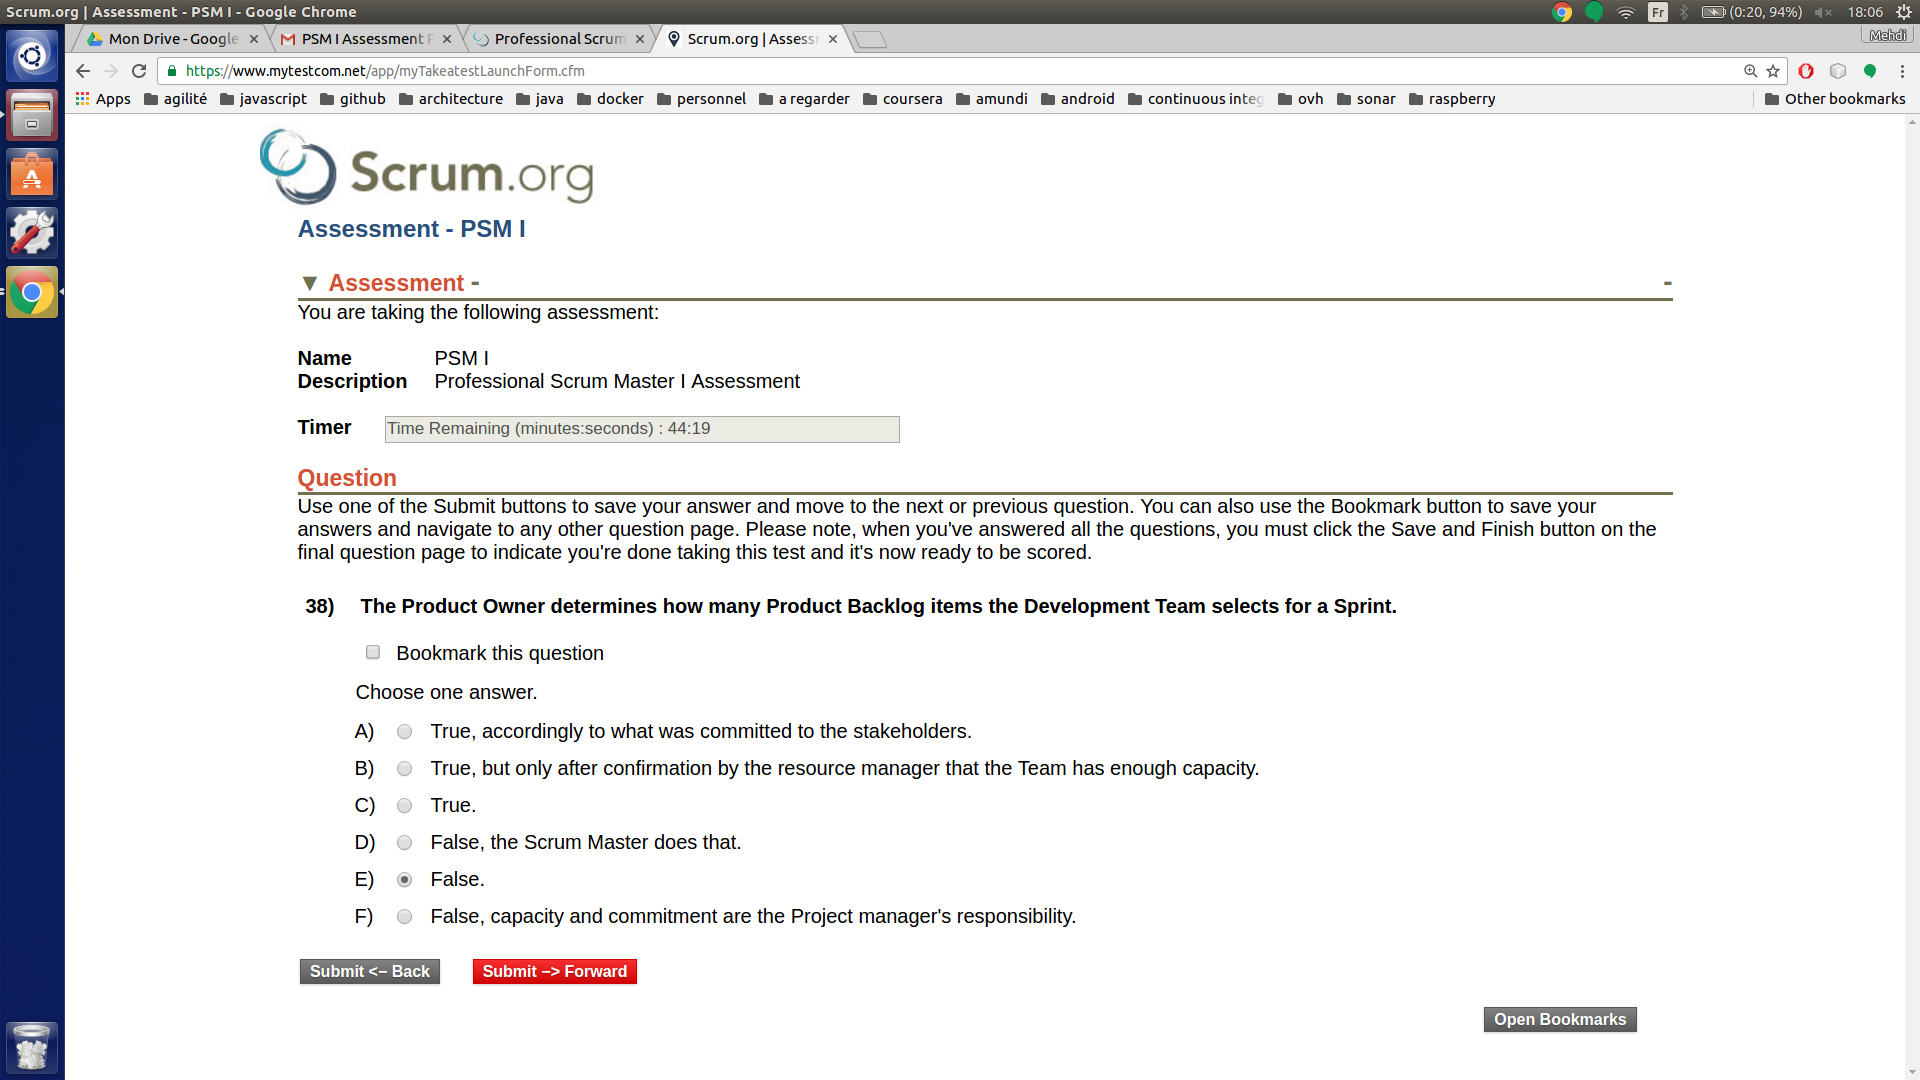 Scrum.org | Assessment - PSM I - Google Chrome
Fr
(0:20, 94%)
18:06
Mon Drive - Google
PSM I Assessment P
Professional Scrum
Scrum.org | Assess
Mehdi
https://www.mytestcom.net/app/myTakeatestLaunchForm.cfm
Apps
agilité
javascript
github
architecture
java
docker
personnel
a regarder
coursera
amundi
android
continuous integ
ovh
sonar
raspberry
Other bookmarks
Scrum.org
Assessment - PSM I
▼ Assessment - -
You are taking the following assessment:
Name PSM I
Description Professional Scrum Master I Assessment
Timer Time Remaining (minutes:seconds) : 44:19
Question
Use one of the Submit buttons to save your answer and move to the next or previous question. You can also use the Bookmark button to save your
answers and navigate to any other question page. Please note, when you've answered all the questions, you must click the Save and Finish button on the
final question page to indicate you're done taking this test and it's now ready to be scored.
38) The Product Owner determines how many Product Backlog items the Development Team selects for a Sprint.
Bookmark this question
Choose one answer.
A) True, accordingly to what was committed to the stakeholders.
B) True, but only after confirmation by the resource manager that the Team has enough capacity.
C) True.
D) False, the Scrum Master does that.
E) False.
F) False, capacity and commitment are the Project manager's responsibility.
Submit <– Back
Submit –> Forward
Open Bookmarks